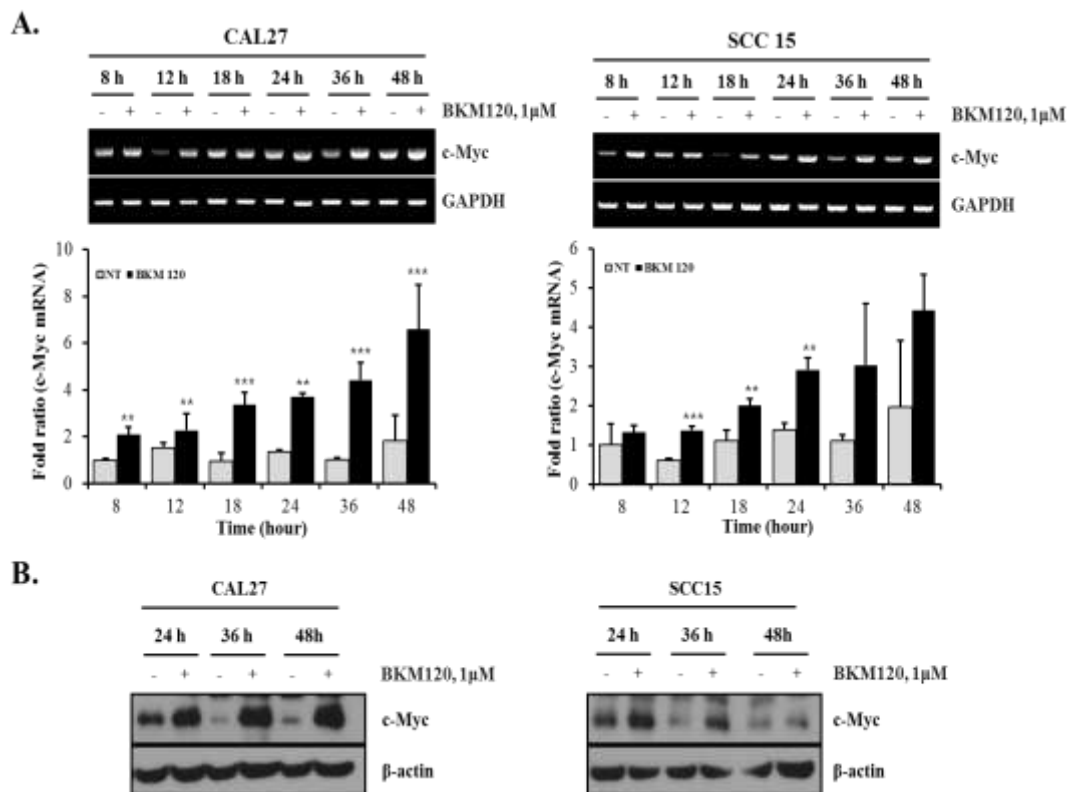 A.
CAL27
8 h 12 h 18 h 24 h 36 h 48 h
- + - + - + - + - + - + BKM120, 1µM
c-Myc
GAPDH
10
8
6
4
2
0
Fold ratio (c-Myc mRNA)
NT BKM 120
** ** *** ** *** ***
8 12 18 24 36 48
Time (hour)
SCC 15
8 h 12 h 18 h 24 h 36 h 48 h
- + - + - + - + - + - + BKM120, 1µM
c-Myc
GAPDH
6
5
4
3
2
1
0
Fold ratio (c-Myc mRNA)
NT BKM 120
*** ** **
8 12 18 24 36 48
Time (hour)
B.
CAL27
24 h 36 h 48h
- + - + - + BKM120, 1µM
c-Myc
β-actin
SCC15
24 h 36 h 48h
- + - + - + BKM120, 1µM
c-Myc
β-actin